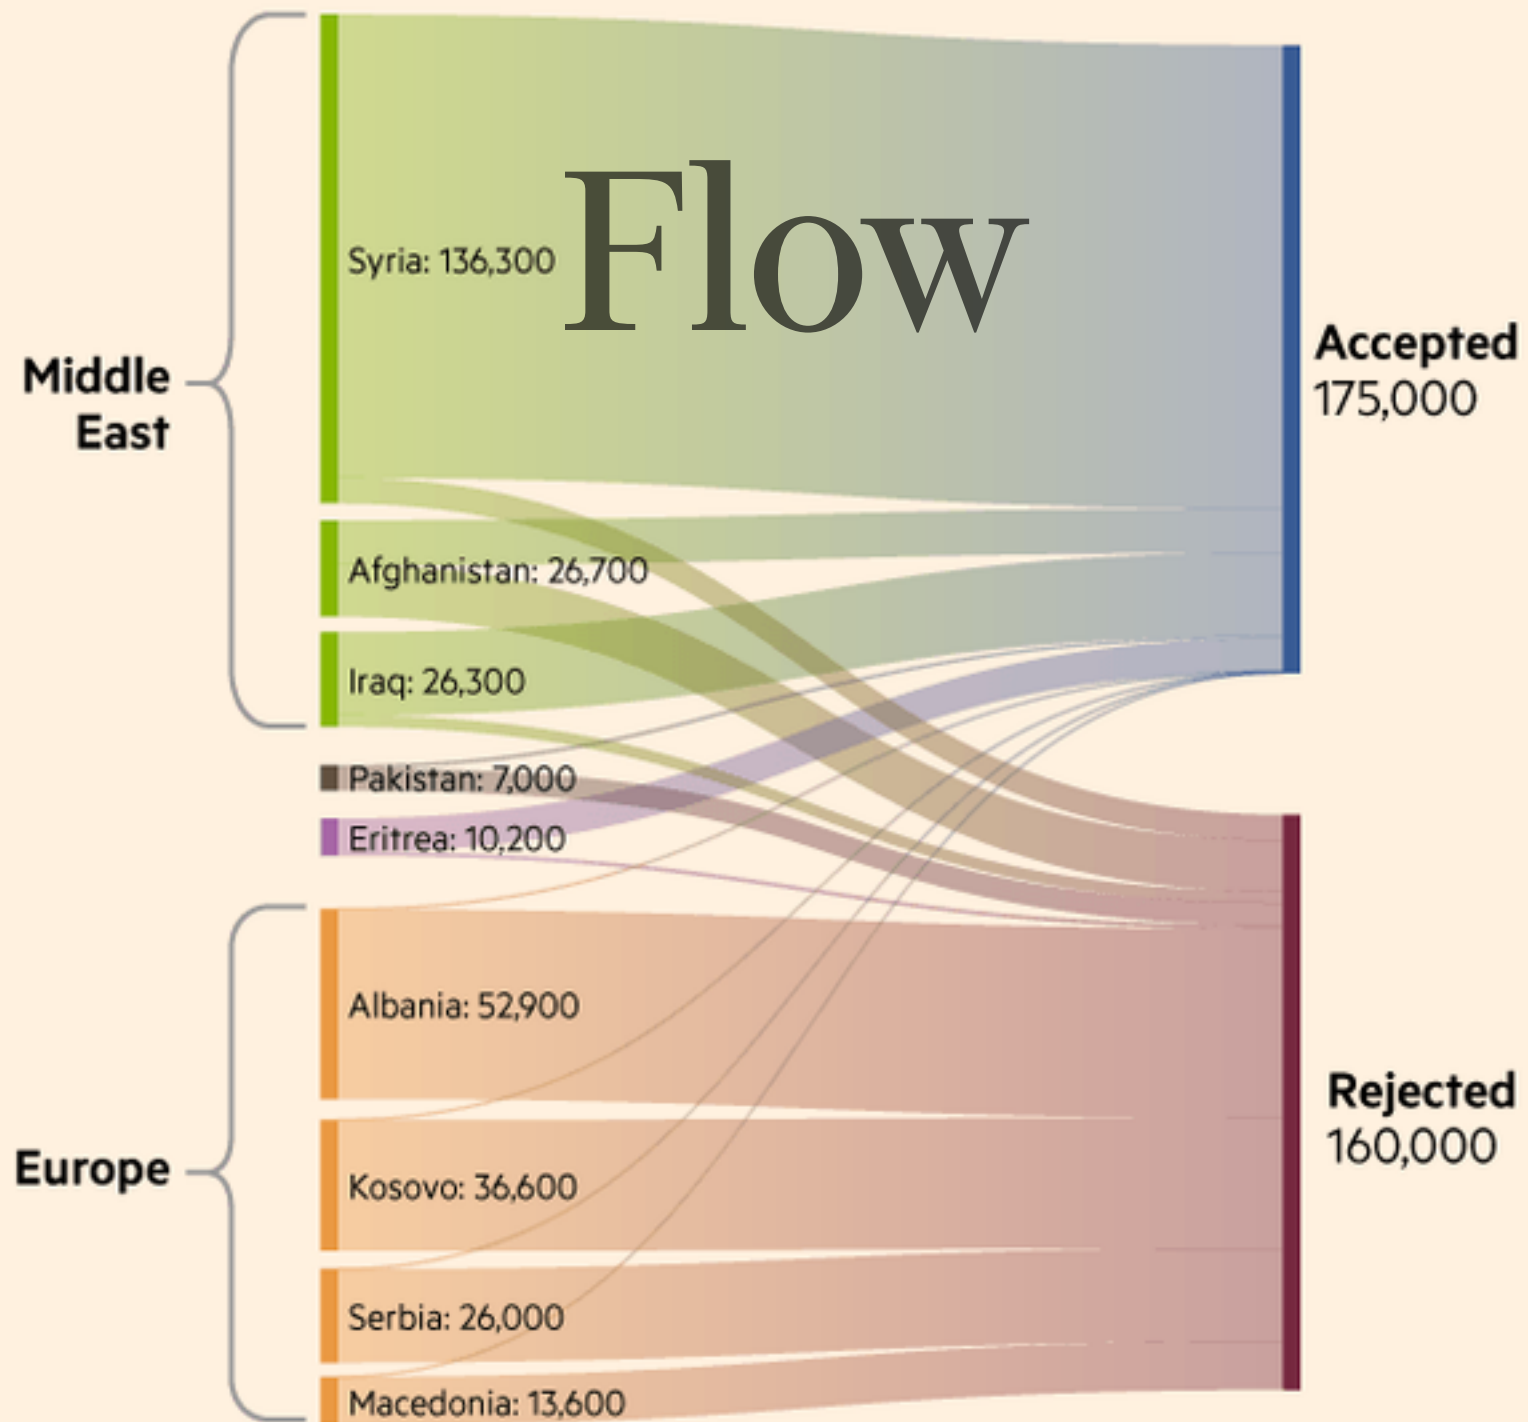 Flow
Middle
East
Syria: 136,300
Afghanistan: 26,700
Iraq: 26,300
Pakistan: 7,000
Eritrea: 10,200
Europe
Albania: 52,900
Kosovo: 36,600
Serbia: 26,000
Macedonia: 13,600
Accepted
175,000
Rejected
160,000